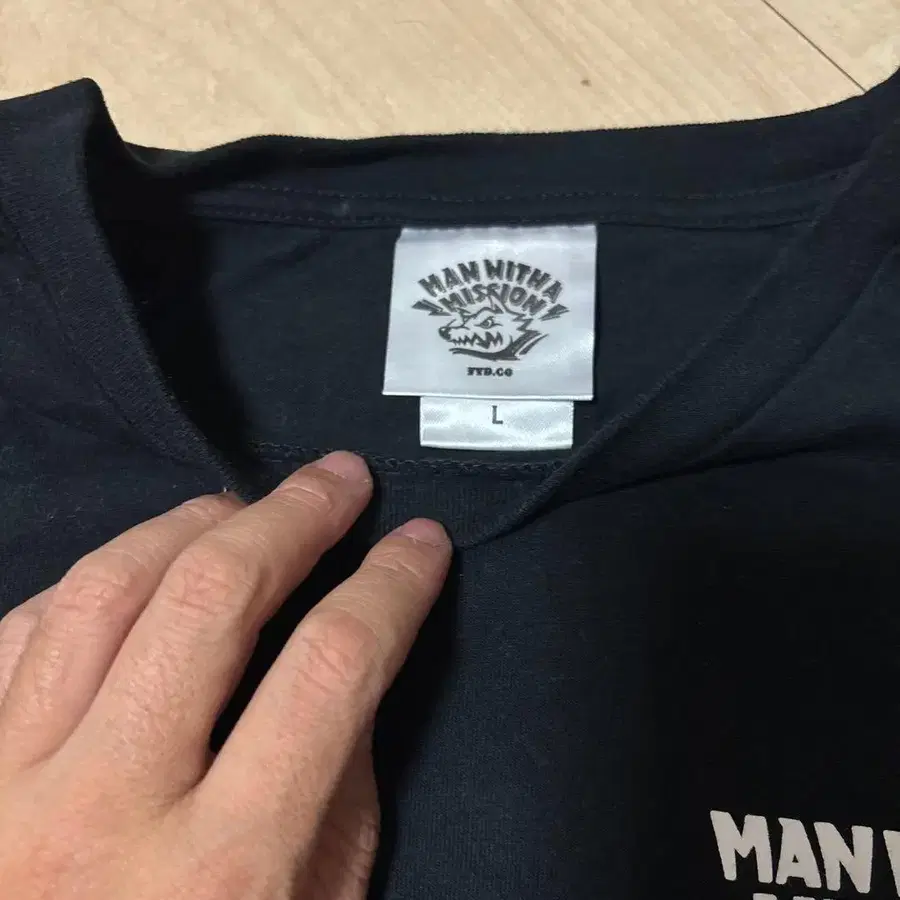 MAN WITH A
MISSION
FYD.CO
L
MAN